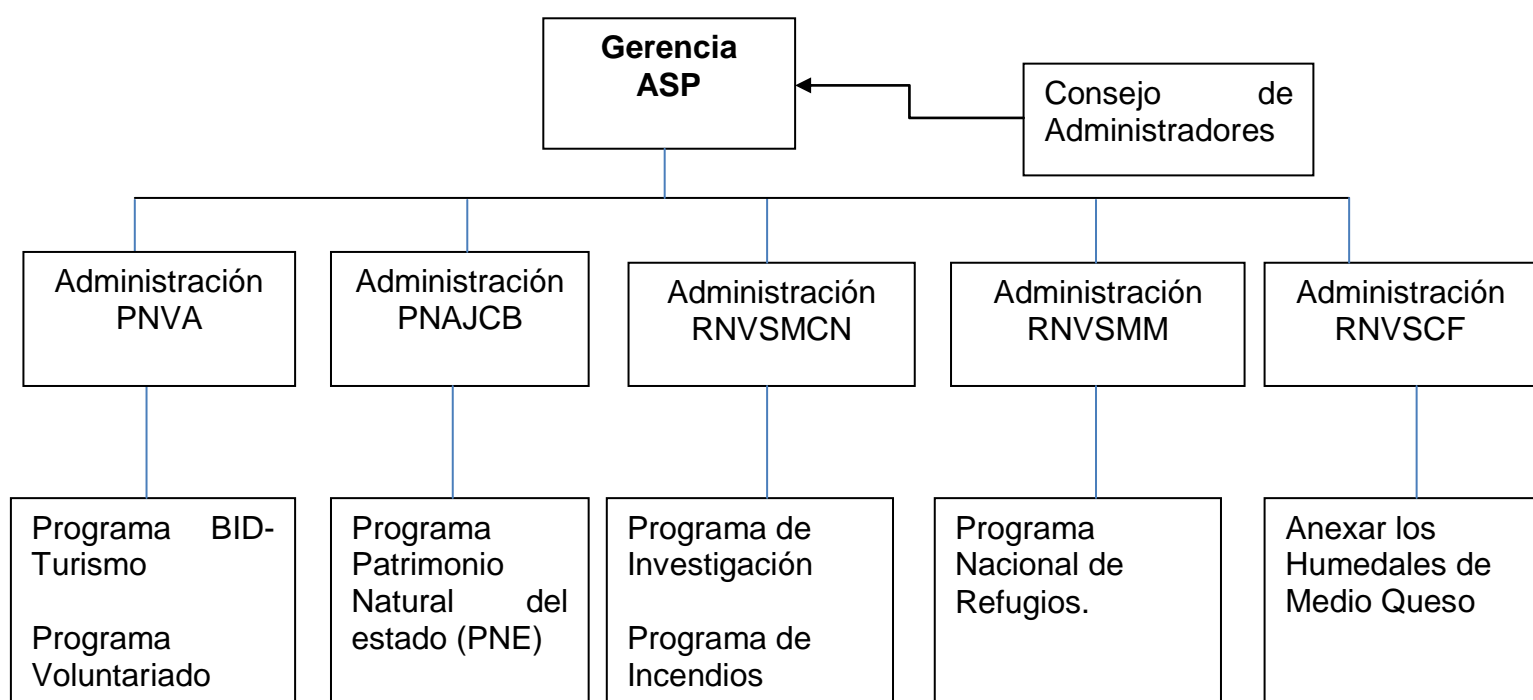 Gerencia
ASP
Consejo de
Administradores
Administración
PNVA
Administración
PNAJCB
Administración
RNVSMCN
Administración
RNVSMM
Administración
RNVSCF
Programa BID-
Turismo
Programa
Voluntariado
Programa
Patrimonio
Natural del
estado (PNE)
Programa de
Investigación
Programa de
Incendios
Programa
Nacional de
Refugios.
Anexar los
Humedales de
Medio Queso